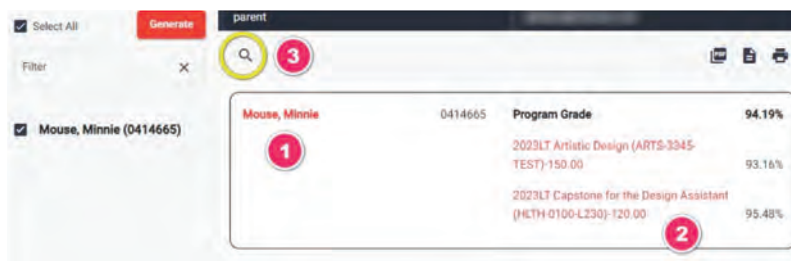 Select All
Generate
parent
Filter
3
Mouse, Minnie (0414665)
Mouse, Minnie
0414665
Program Grade
94.19%
1
2023LT Artistic Design (ARTS-3345-
TEST)-150.00
93.16%
2023LT Capstone for the Design Assistant
(HLTH-0100-L230)-120.00
95.48%
2